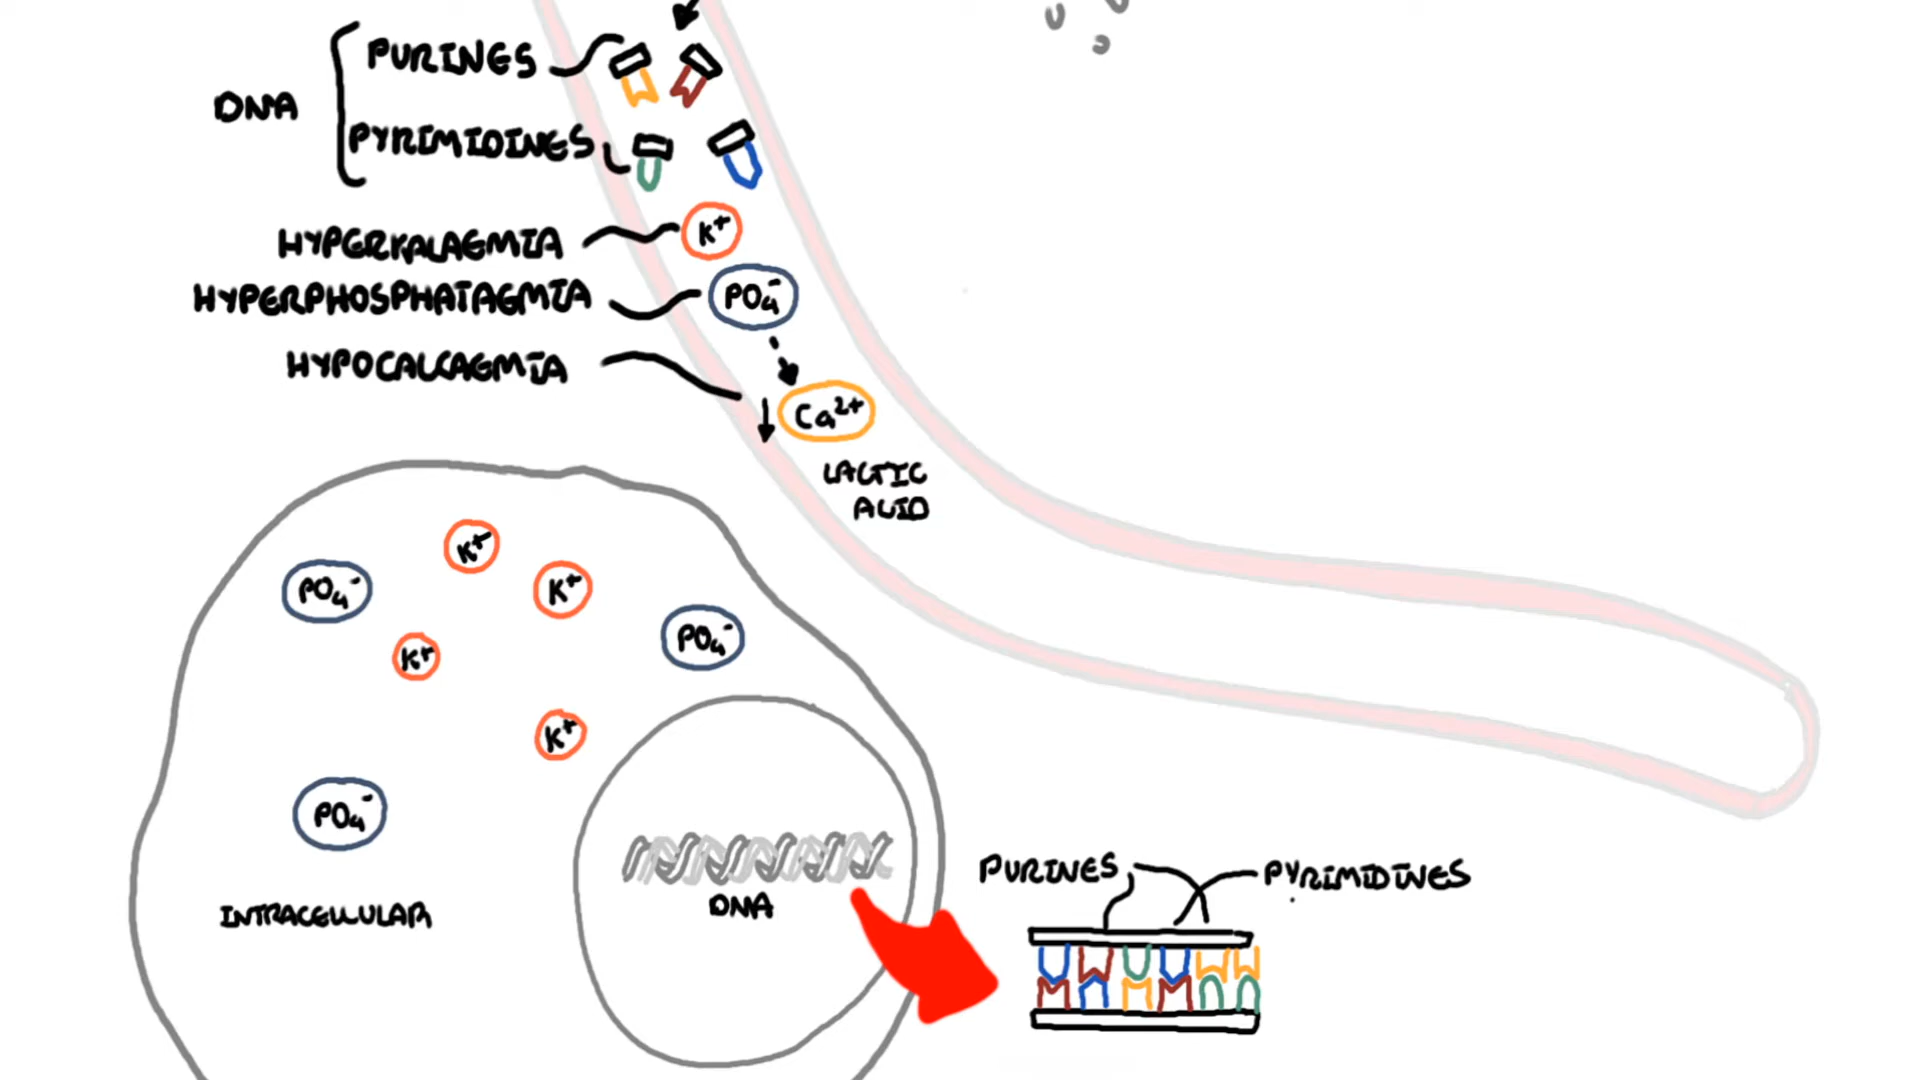 PURINES
DNA
PYRIMIDINES
K+
HYPERKALAEMIA
PO4-
HYPERPHOSPHATAEMIA
HYPOCALCAEMIA
Ca2+
LACTIC
ACID
K+
K+
PO4-
PO4-
K+
K+
PO4-
INTRACELLULAR
DNA
PURINES
PYRIMIDINES